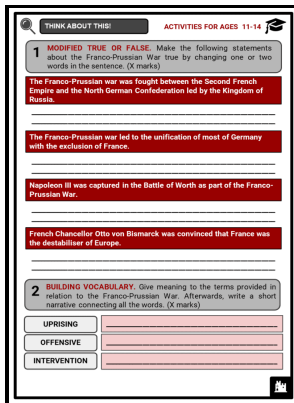 THINK ABOUT THIS!
ACTIVITIES FOR AGES 11-14
1 MODIFIED TRUE OR FALSE. Make the following statements
about the Franco-Prussian War true by changing one or two
words in the sentence. (X marks)
The Franco-Prussian war was fought between the Second French
Empire and the North German Confederation led by the Kingdom of
Russia.
The Franco-Prussian war led to the unification of most of Germany
with the exclusion of France.
Napoleon III was captured in the Battle of Worth as part of the Franco-
Prussian War.
French Chancellor Otto von Bismarck was convinced that France was
the destabiliser of Europe.
2 BUILDING VOCABULARY. Give meaning to the terms provided in
relation to the Franco-Prussian War. Afterwards, write a short
narrative connecting all the words. (X marks)
UPRISING
OFFENSIVE
INTERVENTION